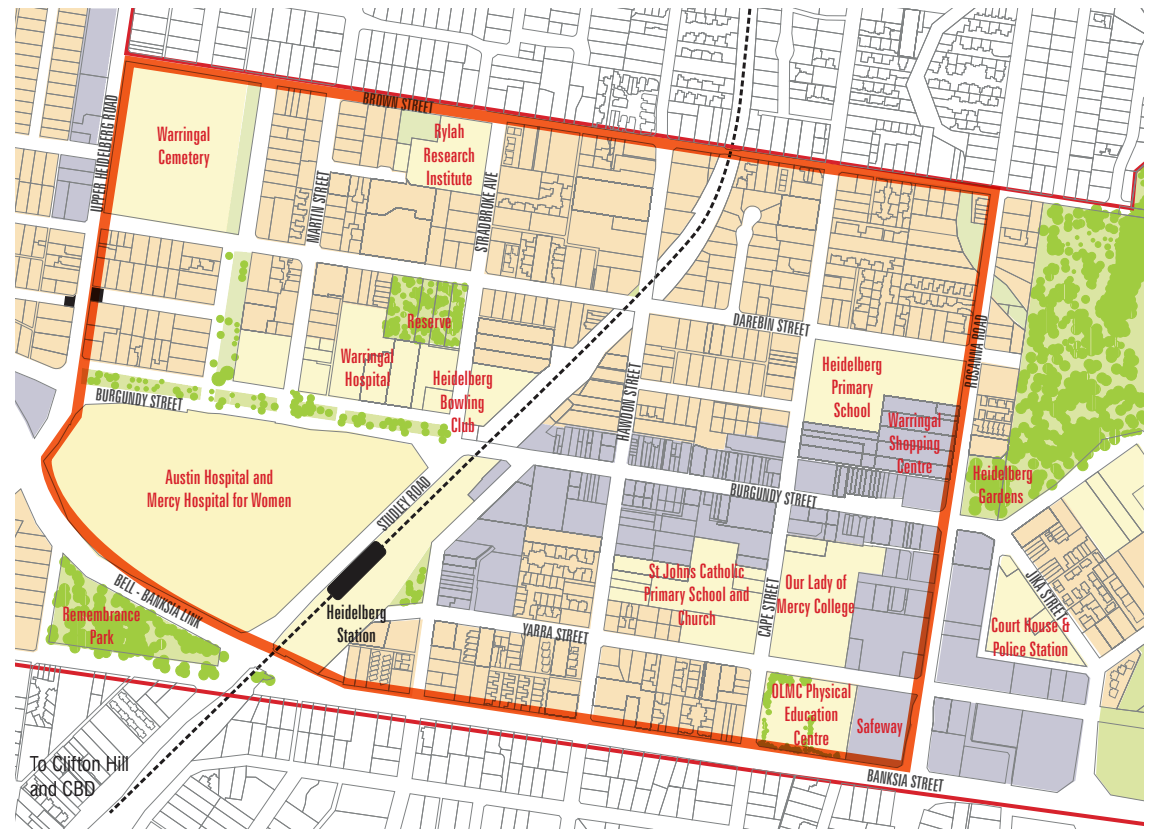 BROWN STREET
UPPER HEIDELBERG ROAD
Warringal
Cemetery
Rylah
Research
Institute
MARTIN STREET
STRADBROKE AVE
Reserve
DAREBIN STREET
ROSANNA ROAD
Warringal
Hospital
Heidelberg
Bowling
Club
HAWDON STREET
Heidelberg
Primary
School
Warringal
Shopping
Centre
BURGUNDY STREET
Austin Hospital and
Mercy Hospital for Women
STUDLEY ROAD
BURGUNDY STREET
Heidelberg
Gardens
BELL - BANKSIA LINK
Remembrance
Park
Heidelberg
Station
YARRA STREET
St Johns Catholic
Primary School and
Church
CAPE STREET
Our Lady of
Mercy College
JIKA STREET
Court House &
Police Station
OLMC Physical
Education
Centre
Safeway
To Clifton Hill
and CBD
BANKSIA STREET